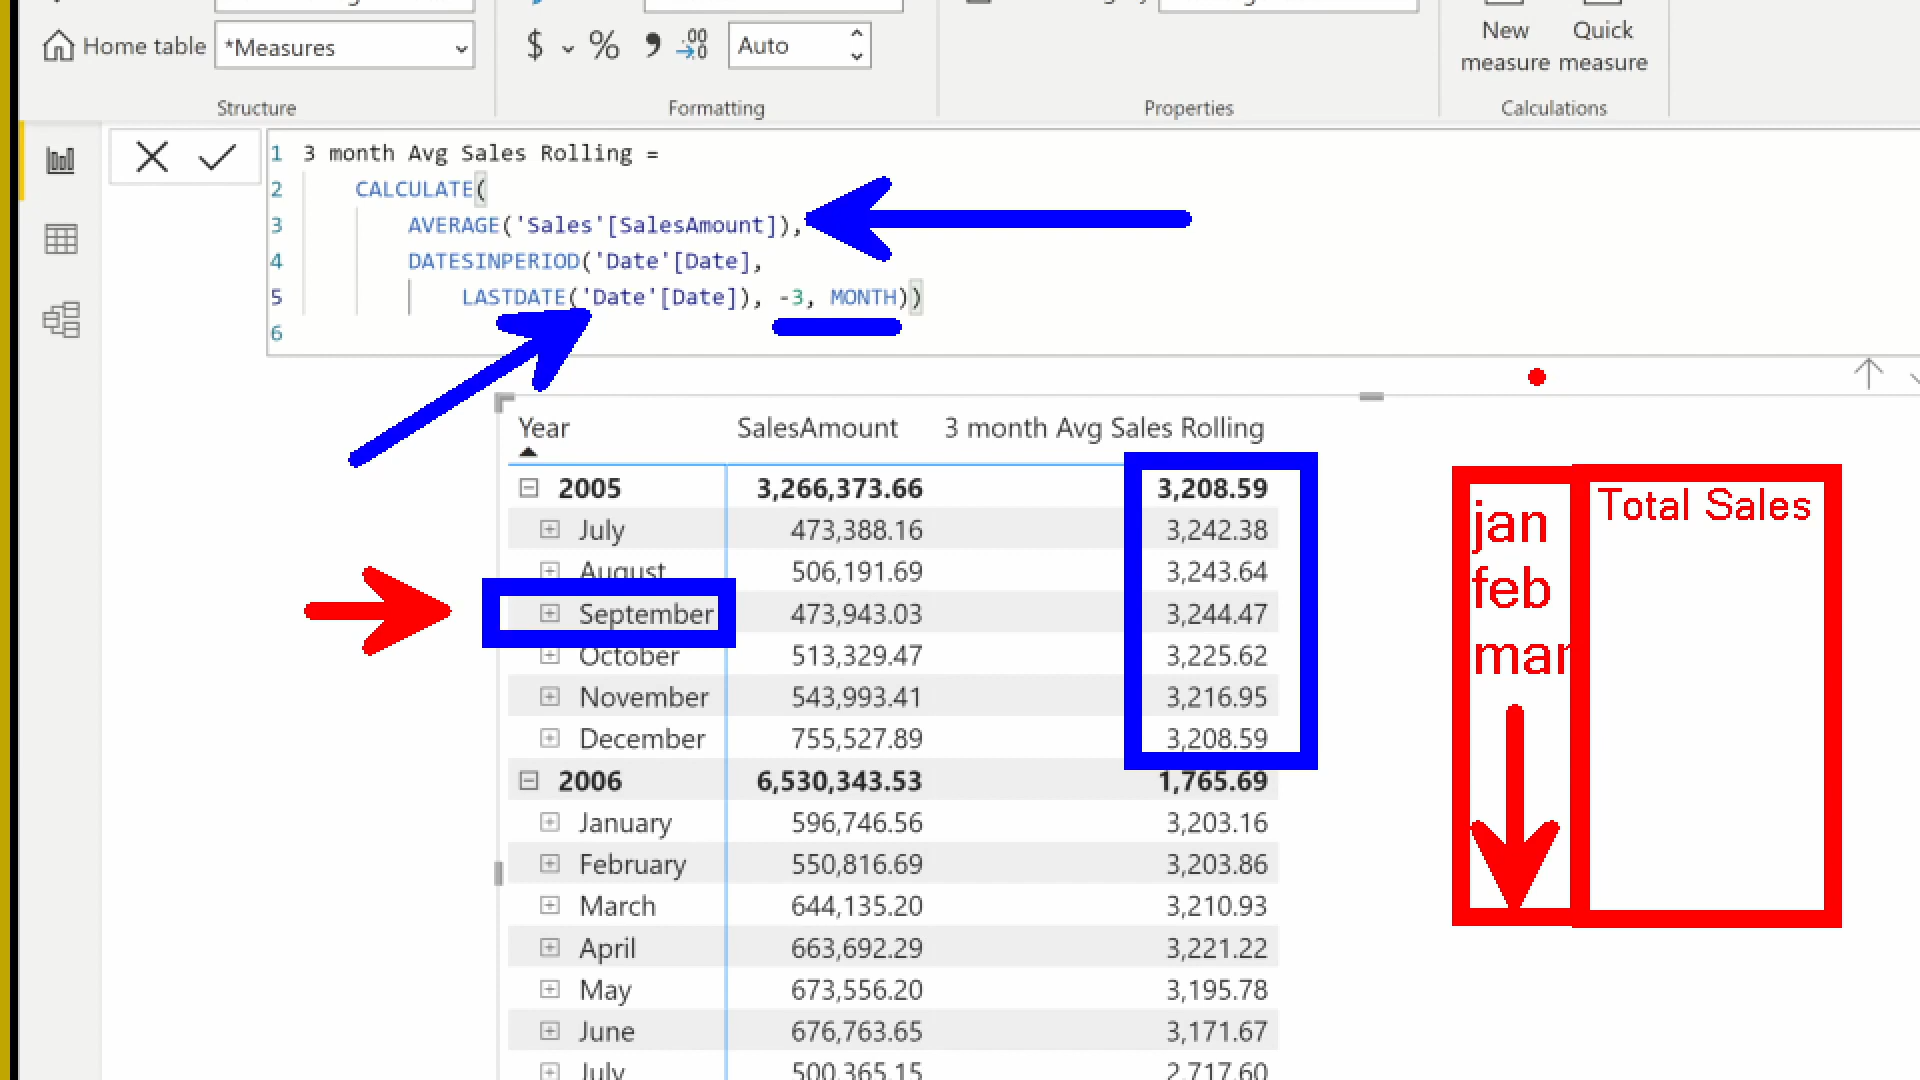 Home table
*Measures
$
%
Auto
New
measure
Quick
measure
Structure
Formatting
Properties
Calculations
1 3 month Avg Sales Rolling =
2 CALCULATE(
3 AVERAGE('Sales'[SalesAmount]),
4 DATESINPERIOD('Date'[Date],
5 LASTDATE('Date'[Date]), -3, MONTH))
6
Year SalesAmount 3 month Avg Sales Rolling
2005 3,266,373.66 3,208.59
July 473,388.16 3,242.38
August 506,191.69 3,243.64
September 473,943.03 3,244.47
October 513,329.47 3,225.62
November 543,993.41 3,216.95
December 755,527.89 3,208.59
2006 6,530,343.53 1,765.69
January 596,746.56 3,203.16
February 550,816.69 3,203.86
March 644,135.20 3,210.93
April 663,692.29 3,221.22
May 673,556.20 3,195.78
June 676,763.65 3,171.67
July 500,365.15 2,717.60
jan
feb
mar
Total Sales